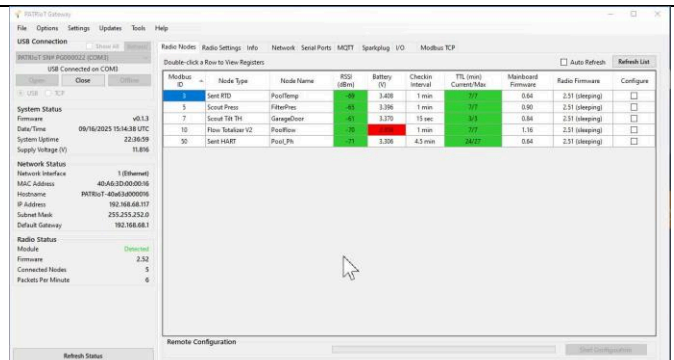 PATRIoT Gateway
File Options Settings Updates Tools Help
USB Connection
Show All Refresh
PATRIoT SN# PG000022 (COM3)
USB Connected on COM3
Open Close Offline
USB TCP
System Status
Firmware v0.1.3
Date/Time 09/16/2025 15:14:38 UTC
System Uptime 22:36:59
Supply Voltage (V) 11.816
Network Status
Network Interface 1 (Ethernet)
MAC Address 40:A6:3D:00:00:16
Hostname PATRIoT-40a63d000016
IP Address 192.168.68.117
Subnet Mask 255.255.252.0
Default Gateway 192.168.68.1
Radio Status
Module Detected
Firmware 2.52
Connected Nodes 5
Packets Per Minute 6
Refresh Status
Radio Nodes Radio Settings Info Network Serial Ports MQTT Sparkplug I/O Modbus TCP
Double-click a Row to View Registers
Auto Refresh Refresh List
Modbus ID Node Type Node Name RSSI (dBm) Battery (V) Checkin Interval TTL (min) Current/Max Mainboard Firmware Radio Firmware Configure
3 Sent RTD PoolTemp -69 3.408 1 min 7/7 0.64 2.51 (sleeping)
5 Scout Press FilterPres -65 3.396 1 min 7/7 0.90 2.51 (sleeping)
7 Scout Tilt TH GarageDoor -61 3.370 15 sec 3/3 0.84 2.51 (sleeping)
10 Flow Totalizer V2 Poolflow -70 1 min 7/7 1.16 2.51 (sleeping)
50 Sent HART Pool_Ph -71 3.306 4.5 min 24/27 0.64 2.51 (sleeping)
Remote Configuration
Start Configuration